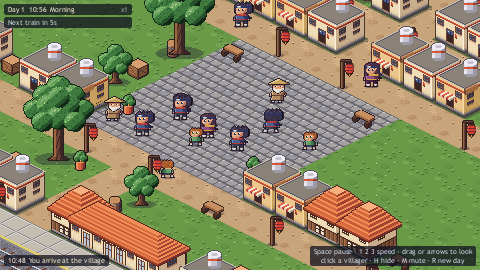 Day 1 10:56 Morning x1
Next train in 5s
10:48 You arrive at the village
Space pause · 1 2 3 speed · drag or arrows to look
click a villager · H hide · M mute · R new day